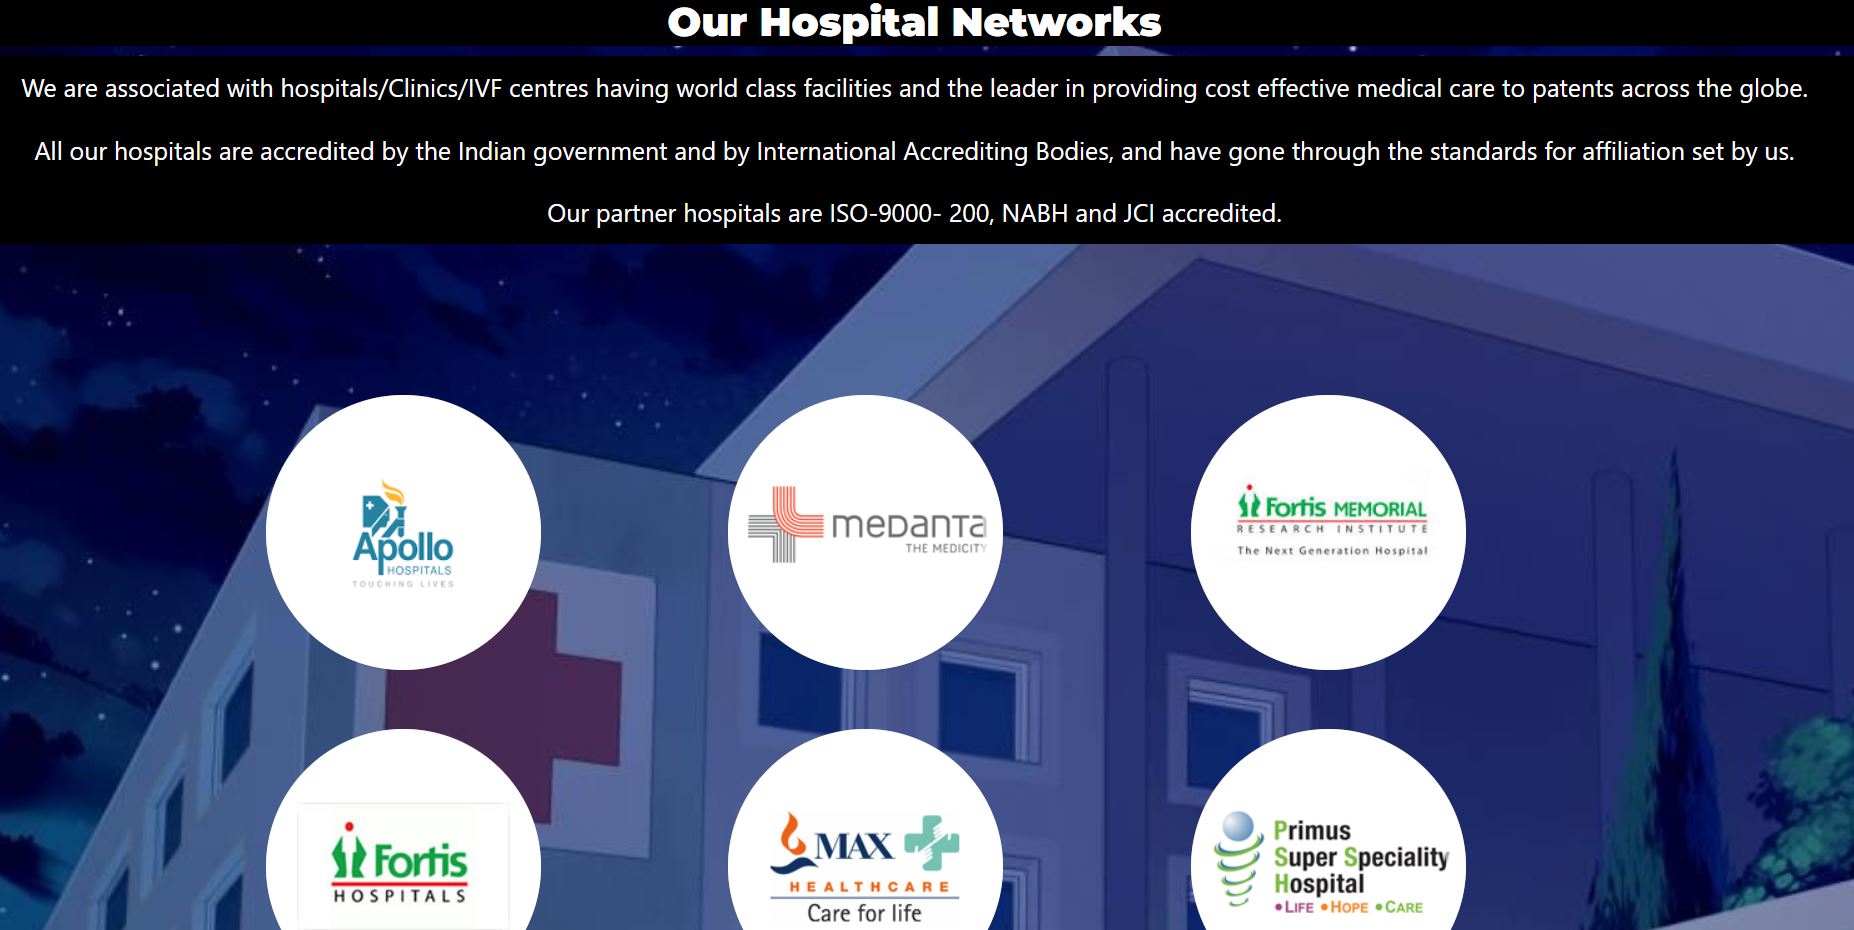 Our Hospital Networks
We are associated with hospitals/Clinics/IVF centres having world class facilities and the leader in providing cost effective medical care to patents across the globe.
All our hospitals are accredited by the Indian government and by International Accrediting Bodies, and have gone through the standards for affiliation set by us.
Our partner hospitals are ISO-9000- 200, NABH and JCI accredited.
Apollo
HOSPITALS
TOUCHING LIVES
medanta
THE MEDICITY
Fortis MEMORIAL
RESEARCH INSTITUTE
The Next Generation Hospital
Fortis
HOSPITALS
MAX
HEALTHCARE
Care for life
Primus
Super Speciality
Hospital
• LIFE • HOPE • CARE